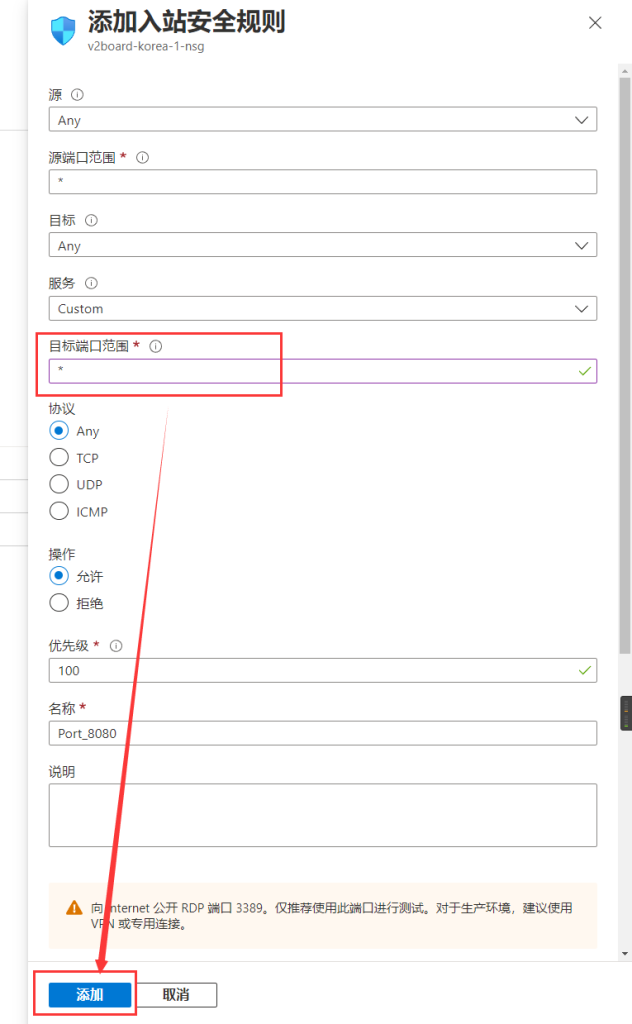 添加入站安全规则
v2board-korea-1-nsg
源
Any
源端口范围 *
*
目标
Any
服务
Custom
目标端口范围 *
*
协议
Any
TCP
UDP
ICMP
操作
允许
拒绝
优先级 *
100
名称 *
Port_8080
说明
向 Internet 公开 RDP 端口 3389。仅推荐使用此端口进行测试。对于生产环境，建议使用
VPN 或专用连接。
添加 取消